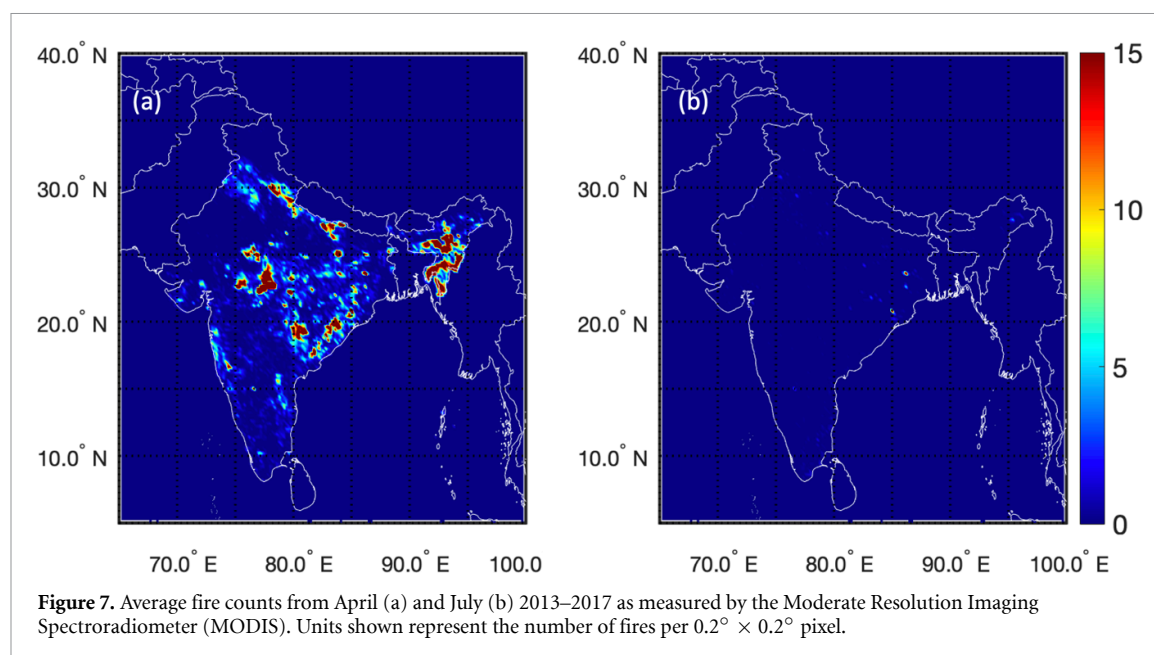 (a)
40.0° N
30.0° N
20.0° N
10.0° N
70.0° E 80.0° E 90.0° E 100.0
(b)
40.0° N
30.0° N
20.0° N
10.0° N
70.0° E 80.0° E 90.0° E 100.0
15
10
5
0
Figure 7. Average fire counts from April (a) and July (b) 2013–2017 as measured by the Moderate Resolution Imaging
Spectroradiometer (MODIS). Units shown represent the number of fires per 0.2° × 0.2° pixel.